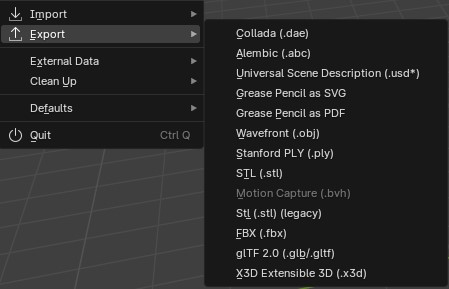 Import
Export
External Data
Clean Up
Defaults
Quit Ctrl Q
Collada (.dae)
Alembic (.abc)
Universal Scene Description (.usd*)
Grease Pencil as SVG
Grease Pencil as PDF
Wavefront (.obj)
Stanford PLY (.ply)
STL (.stl)
Motion Capture (.bvh)
Stl (.stl) (legacy)
FBX (.fbx)
glTF 2.0 (.glb/.gltf)
X3D Extensible 3D (.x3d)